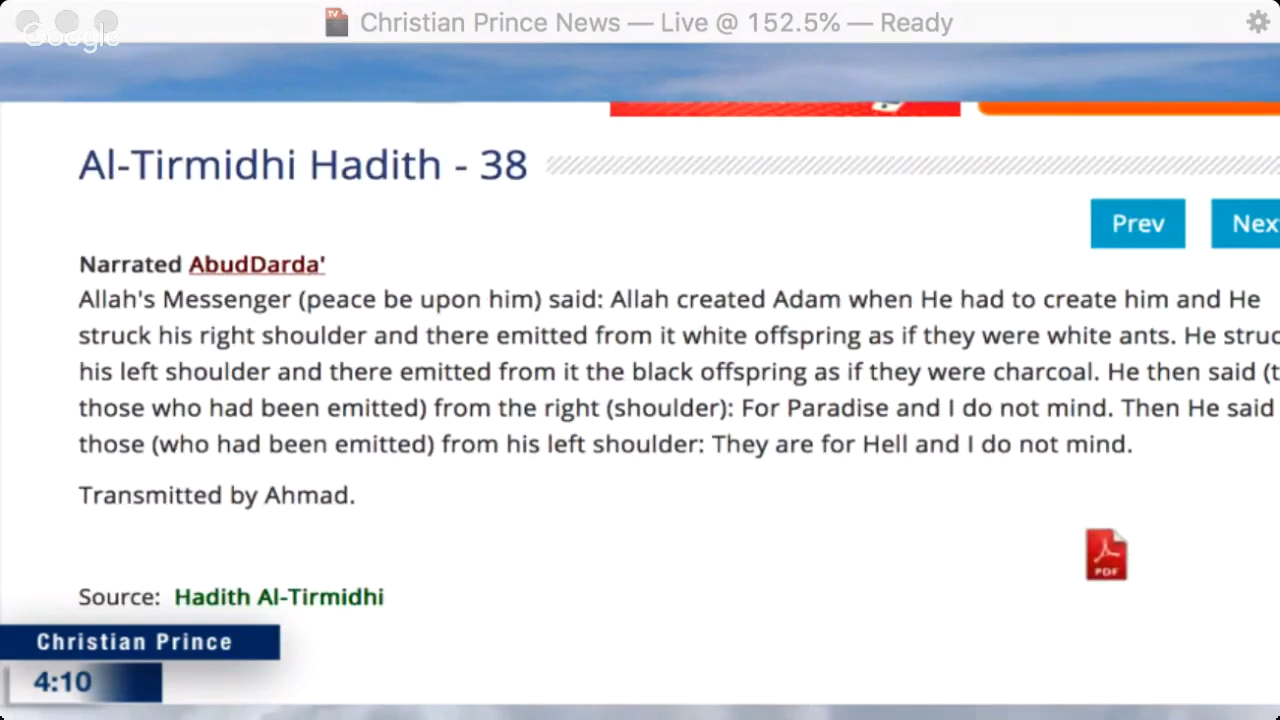 Google
Christian Prince News — Live @ 152.5% — Ready
Al-Tirmidhi Hadith - 38
Prev
Narrated AbudDarda'
Allah's Messenger (peace be upon him) said: Allah created Adam when He had to create him and He
struck his right shoulder and there emitted from it white offspring as if they were white ants. He
his left shoulder and there emitted from it the black offspring as if they were charcoal. He then said
those who had been emitted) from the right (shoulder): For Paradise and I do not mind. Then He said
those (who had been emitted) from his left shoulder: They are for Hell and I do not mind.
Transmitted by Ahmad.
PDF
Source: Hadith Al-Tirmidhi
Christian Prince
4:10